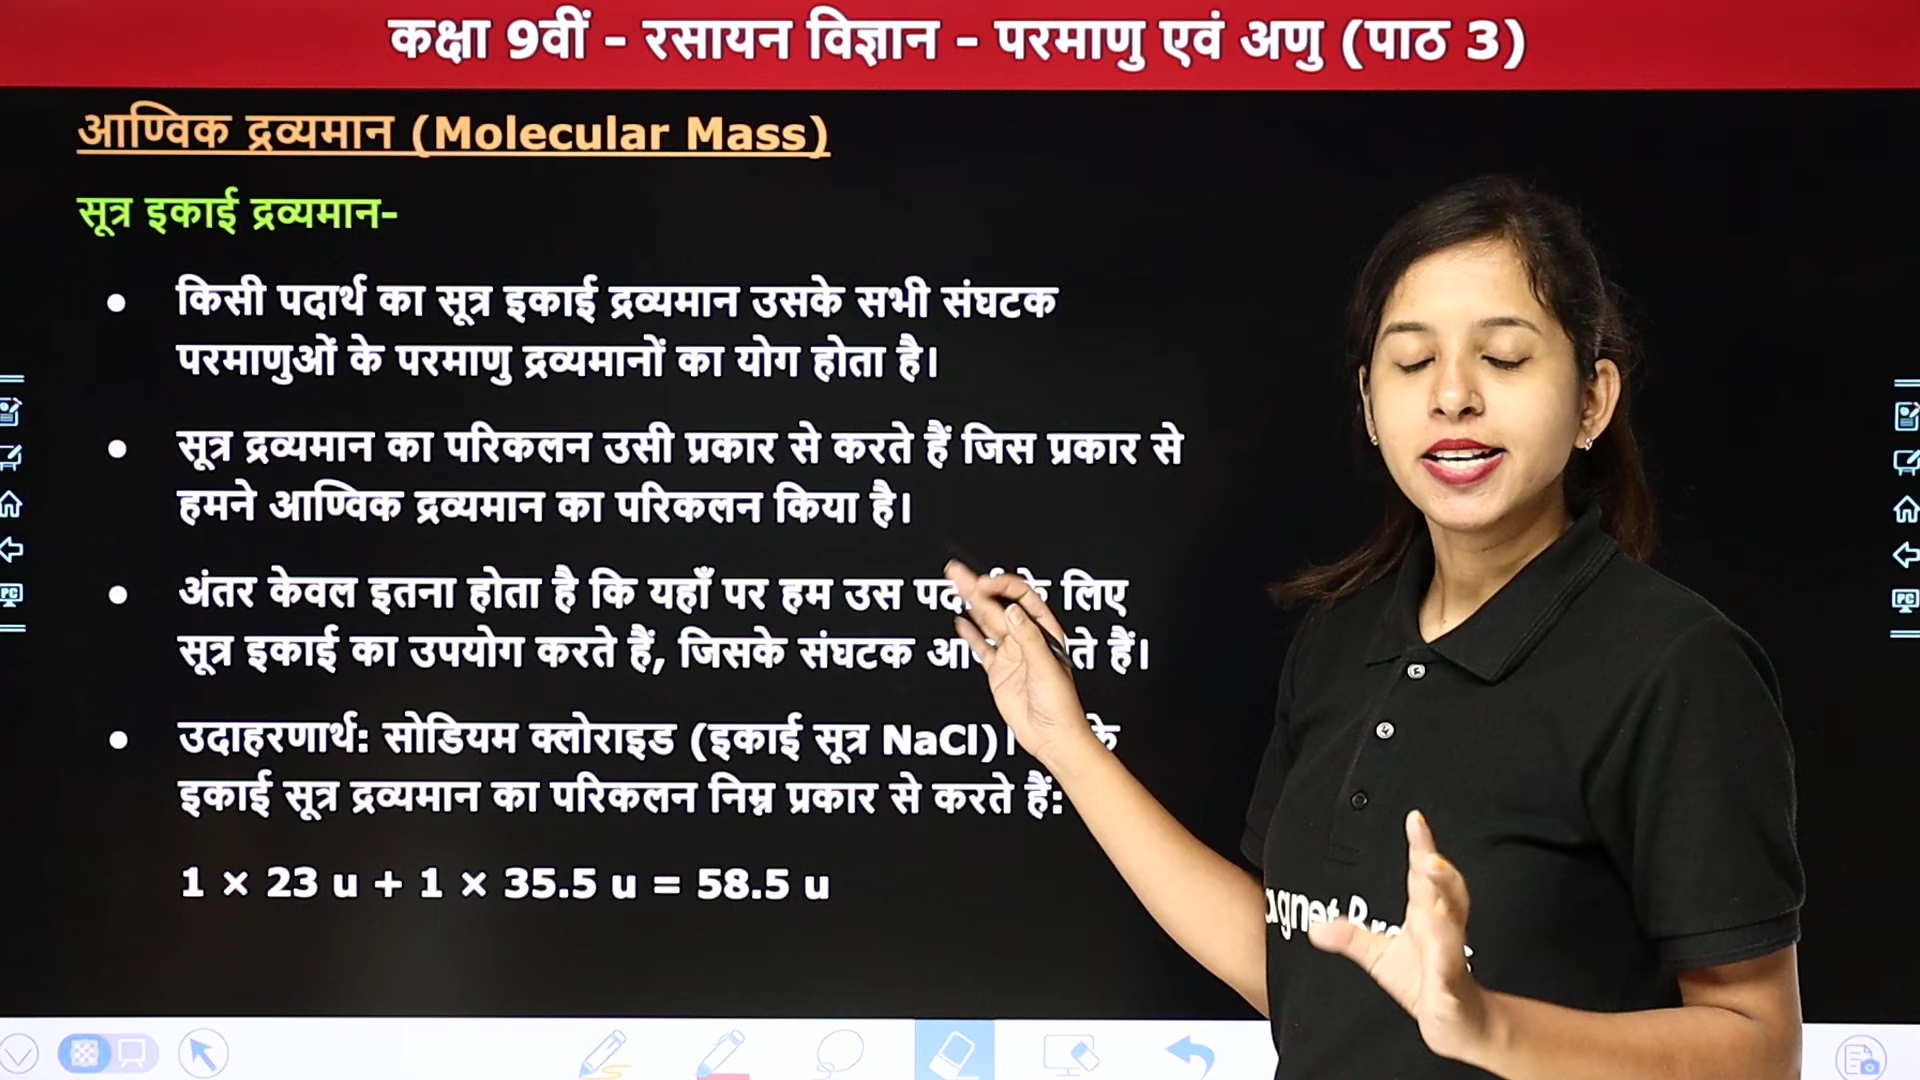 कक्षा 9वीं - रसायन विज्ञान - परमाणु एवं अणु (पाठ 3)
आण्विक द्रव्यमान (Molecular Mass)
सूत्र इकाई द्रव्यमान-
• किसी पदार्थ का सूत्र इकाई द्रव्यमान उसके सभी संघटक
परमाणुओं के परमाणु द्रव्यमानों का योग होता है।
• सूत्र द्रव्यमान का परिकलन उसी प्रकार से करते हैं जिस प्रकार से
हमने आण्विक द्रव्यमान का परिकलन किया है।
• अंतर केवल इतना होता है कि यहाँ पर हम उस के लिए
सूत्र इकाई का उपयोग करते हैं, जिसके संघटक हैं।
• उदाहरणार्थ: सोडियम क्लोराइड (इकाई सूत्र NaCl)।
इकाई सूत्र द्रव्यमान का परिकलन निम्न प्रकार से करते हैं:
1 × 23 u + 1 × 35.5 u = 58.5 u
PC
PC